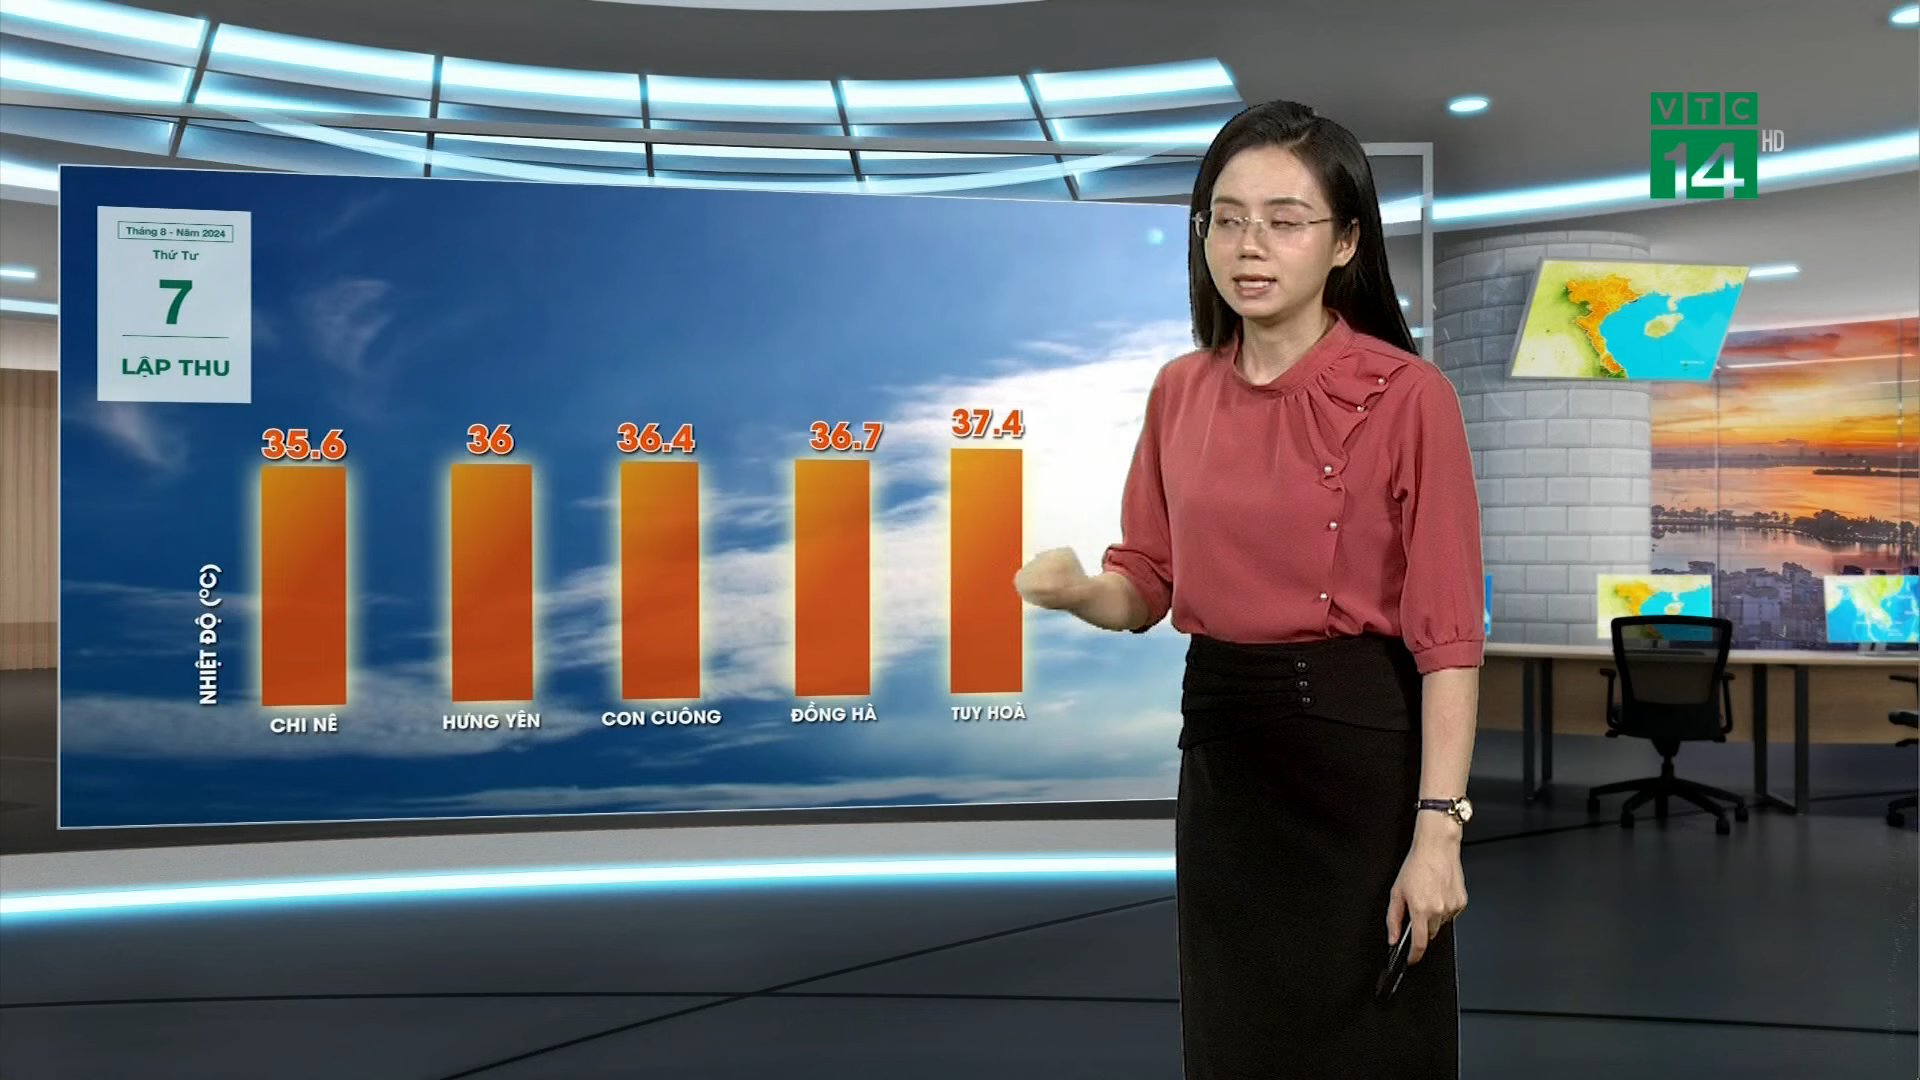 VTC
14 HD
Tháng 8 - Năm 2024
Thứ Tư
7
LẬP THU
35.6
36
36.4
36.7
37.4
NHIỆT ĐỘ (°C)
CHI NÊ
HƯNG YÊN
CON CUÔNG
ĐỒNG HÀ
TUY HOÀ